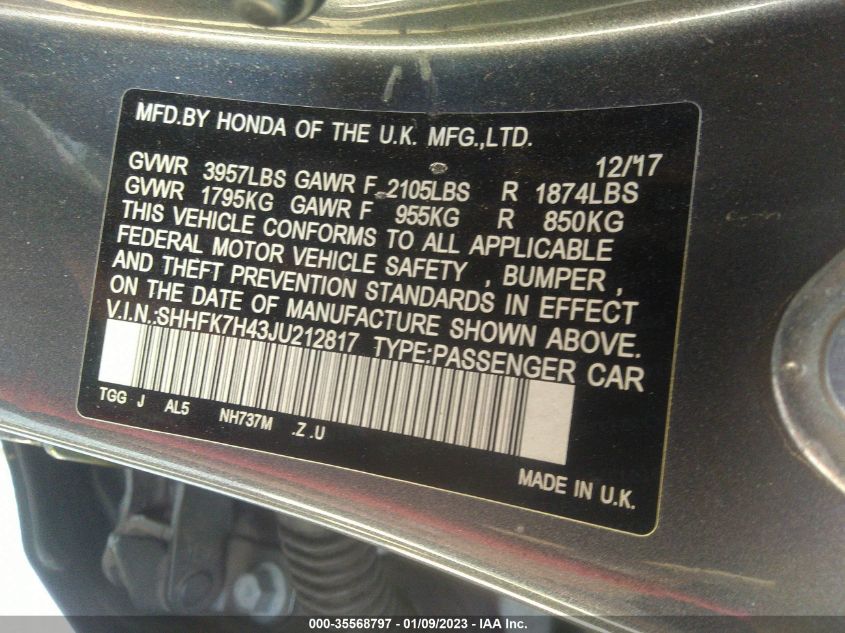 MFD.BY HONDA OF THE U.K. MFG.,LTD.
12/'17
GVWR 3957LBS GAWR F 2105LBS R 1874LBS
GVWR 1795KG GAWR F 955KG R 850KG
THIS VEHICLE CONFORMS TO ALL APPLICABLE
FEDERAL MOTOR VEHICLE SAFETY , BUMPER ,
AND THEFT PREVENTION STANDARDS IN EFFECT
ON THE DATE OF MANUFACTURE SHOWN ABOVE.
V.I.N.:SHHFK7H43JU212817 TYPE:PASSENGER CAR
TGG J AL5 NH737M .Z .U
MADE IN U.K.
000-35568797 - 01/09/2023 - IAA Inc.